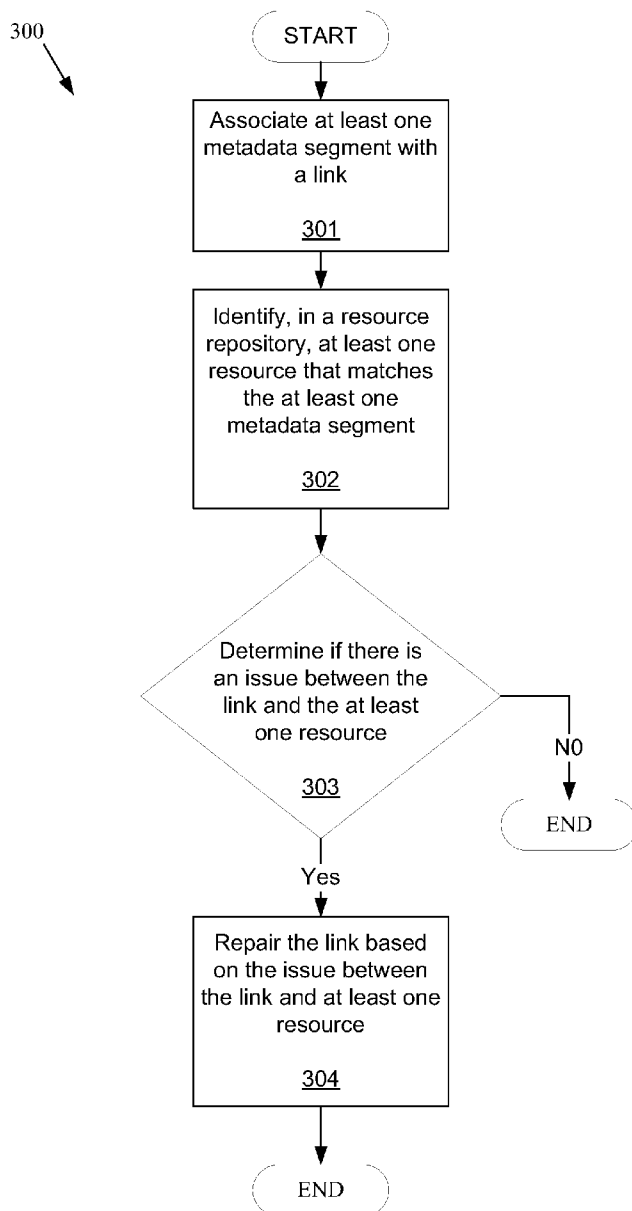 300
START
Associate at least one
metadata segment with
a link
301
Identify, in a resource
repository, at least one
resource that matches
the at least one
metadata segment
302
Determine if there is
an issue between the
link and the at least
one resource
303
N0
END
Yes
Repair the link based
on the issue between
the link and at least one
resource
304
END